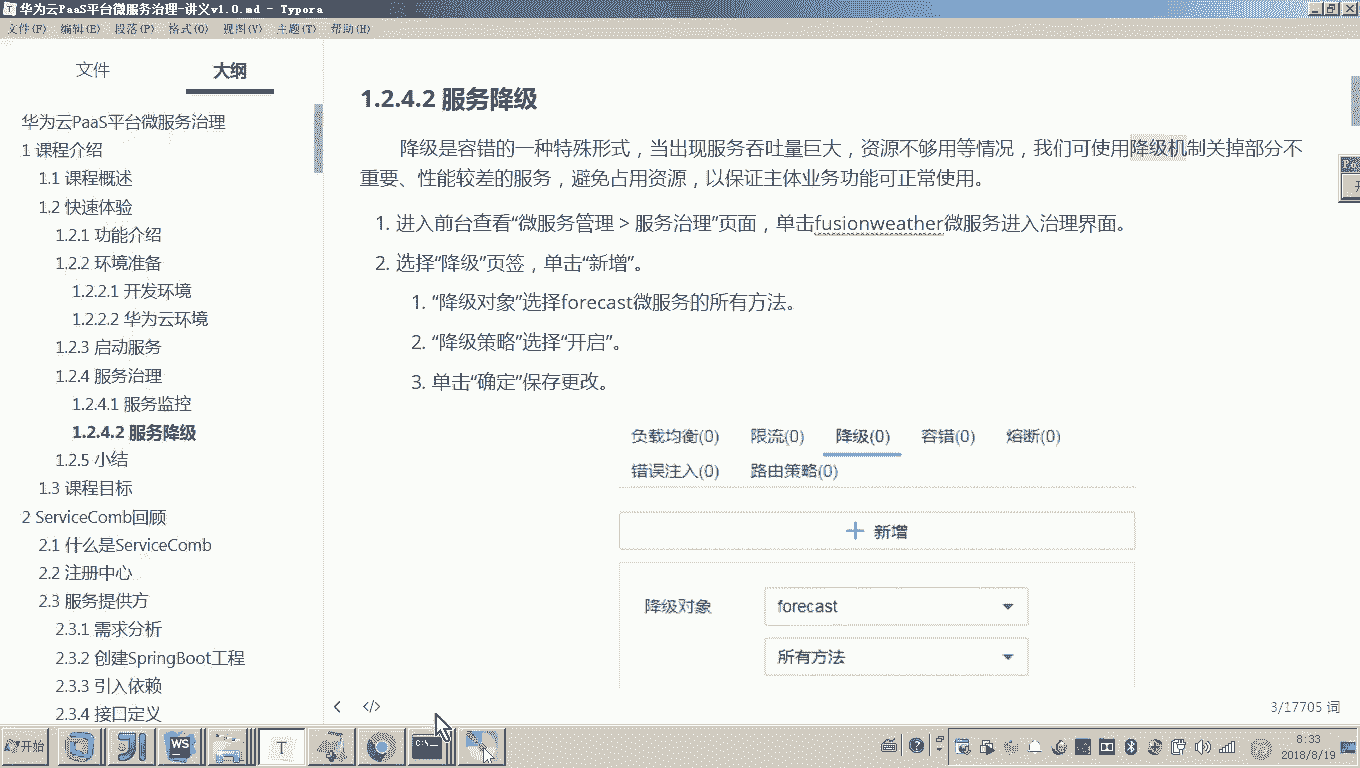 华为云PaaS平台微服务治理-讲义v1.0.md - Typora
文件(F) 编辑(E) 段落(P) 格式(O) 视图(V) 主题(T) 帮助(H)
文件 大纲
华为云PaaS平台微服务治理
1 课程介绍
1.1 课程概述
1.2 快速体验
1.2.1 功能介绍
1.2.2 环境准备
1.2.2.1 开发环境
1.2.2.2 华为云环境
1.2.3 启动服务
1.2.4 服务治理
1.2.4.1 服务监控
1.2.4.2 服务降级
1.2.5 小结
1.3 课程目标
2 ServiceComb回顾
2.1 什么是ServiceComb
2.2 注册中心
2.3 服务提供方
2.3.1 需求分析
2.3.2 创建SpringBoot工程
2.3.3 引入依赖
2.3.4 接口定义
1.2.4.2 服务降级
降级是容错的一种特殊形式，当出现服务吞吐量巨大，资源不够用等情况，我们可使用降级机制关掉部分不
重要、性能较差的服务，避免占用资源，以保证主体业务功能可正常使用。
1. 进入前台查看“微服务管理 > 服务治理”页面，单击fusionweather微服务进入治理界面。
2. 选择“降级”页签，单击“新增”。
1. “降级对象”选择forecast微服务的所有方法。
2. “降级策略”选择“开启”。
3. 单击“确定”保存更改。
负载均衡(0) 限流(0) 降级(0) 容错(0) 熔断(0)
错误注入(0) 路由策略(0)
+ 新增
降级对象 forecast
所有方法
3/17705 词
开始
8:33
2018/8/19